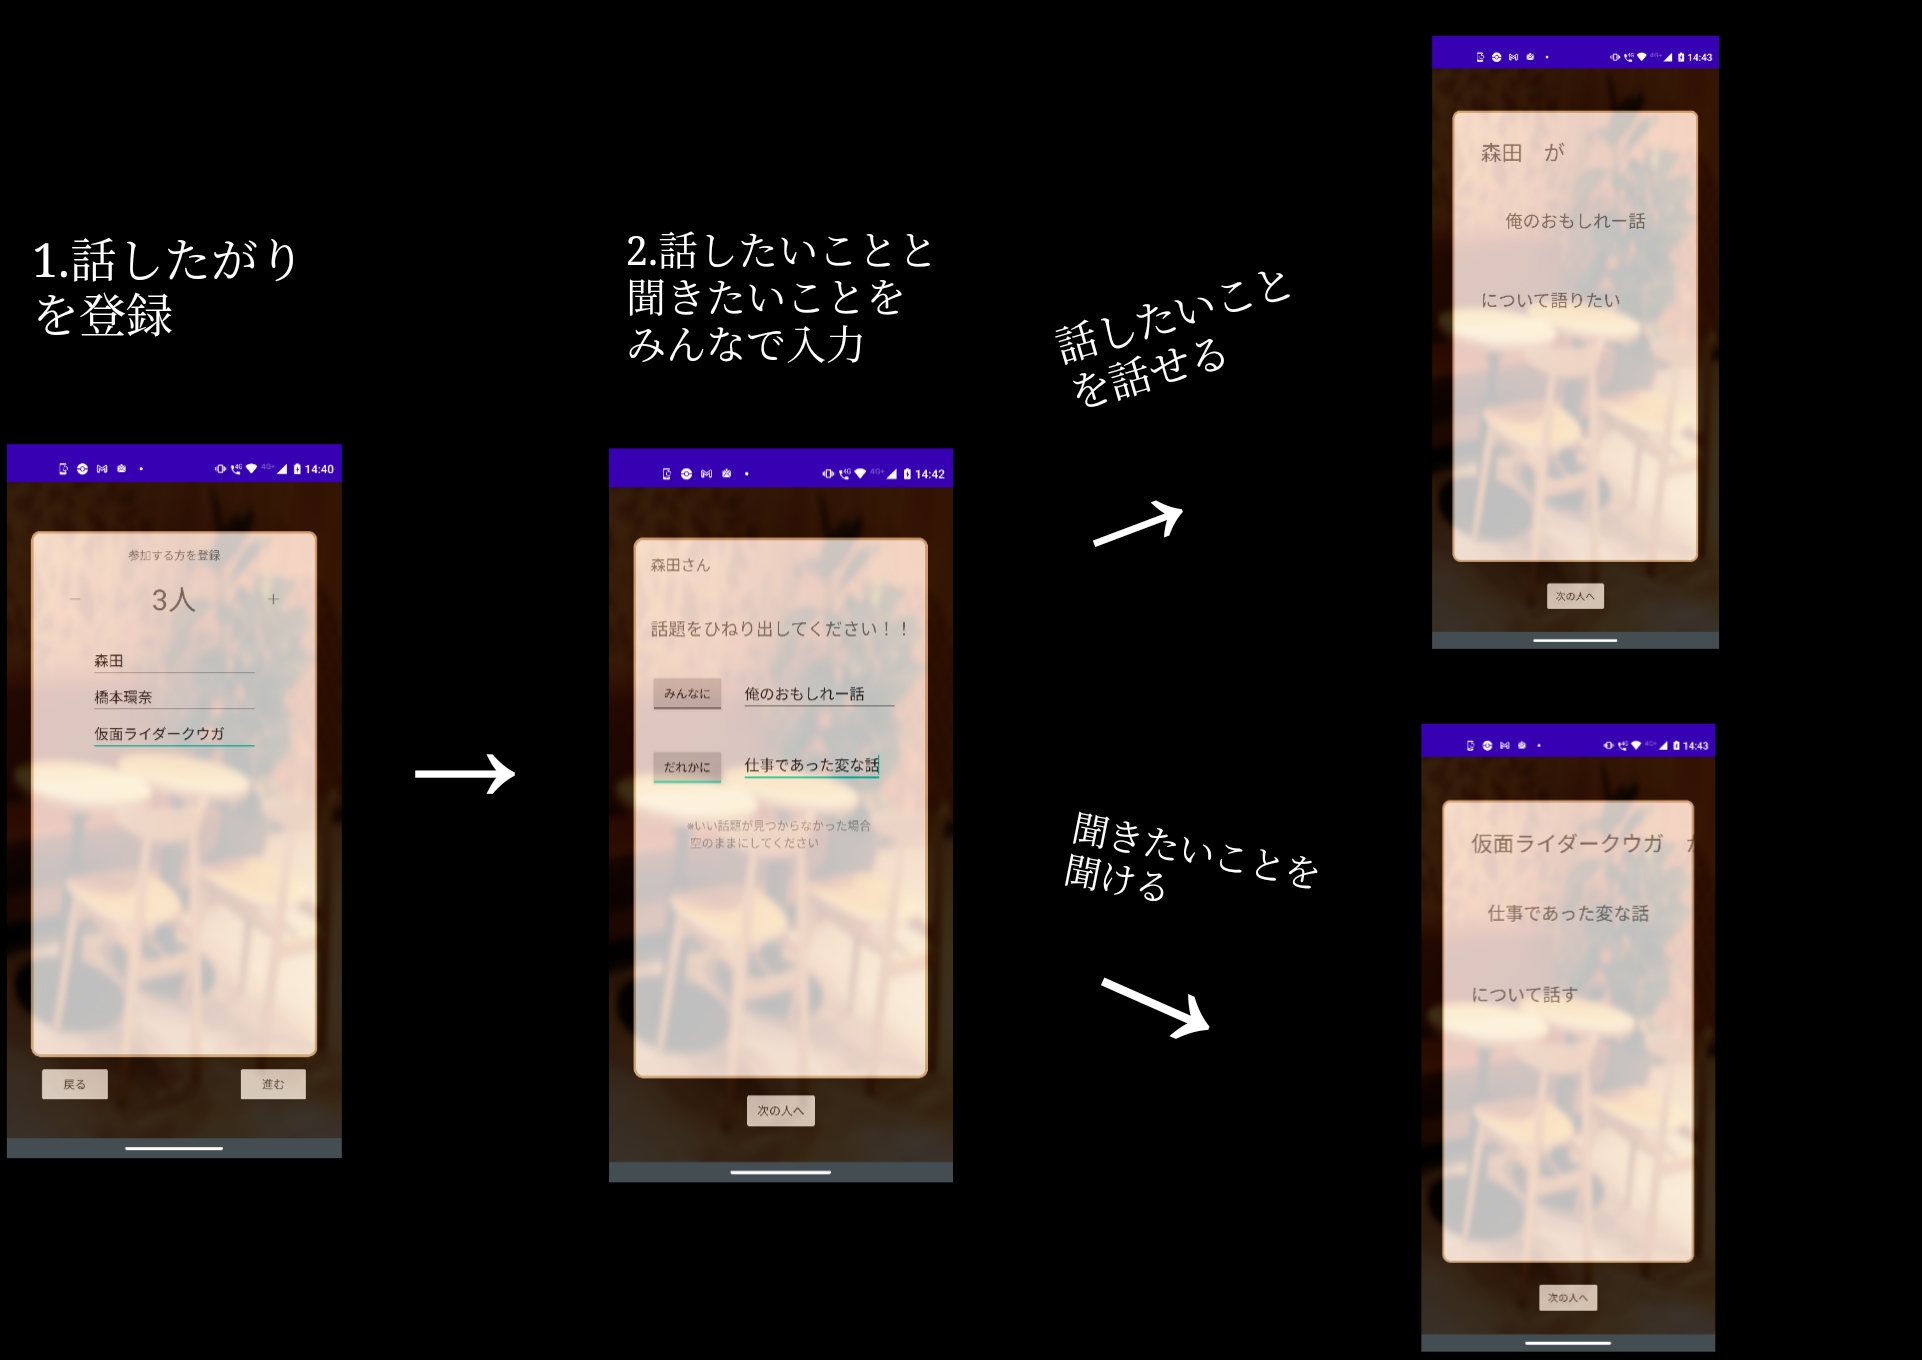 1.話したがり
を登録
14:40
参加する方を登録
− 3人 +
森田
橋本環奈
仮面ライダークウガ
戻る 進む
2.話したいことと
聞きたいことを
みんなで入力
14:42
森田さん
話題をひねり出してください！！
みんなに 俺のおもしれー話
だれかに 仕事であった変な話
※いい話題が見つからなかった場合
空のままにしてください
次の人へ
話したいこと
を話せる
14:43
森田 が
俺のおもしれー話
について語りたい
次の人へ
聞きたいことを
聞ける
14:43
仮面ライダークウガ
仕事であった変な話
について話す
次の人へ